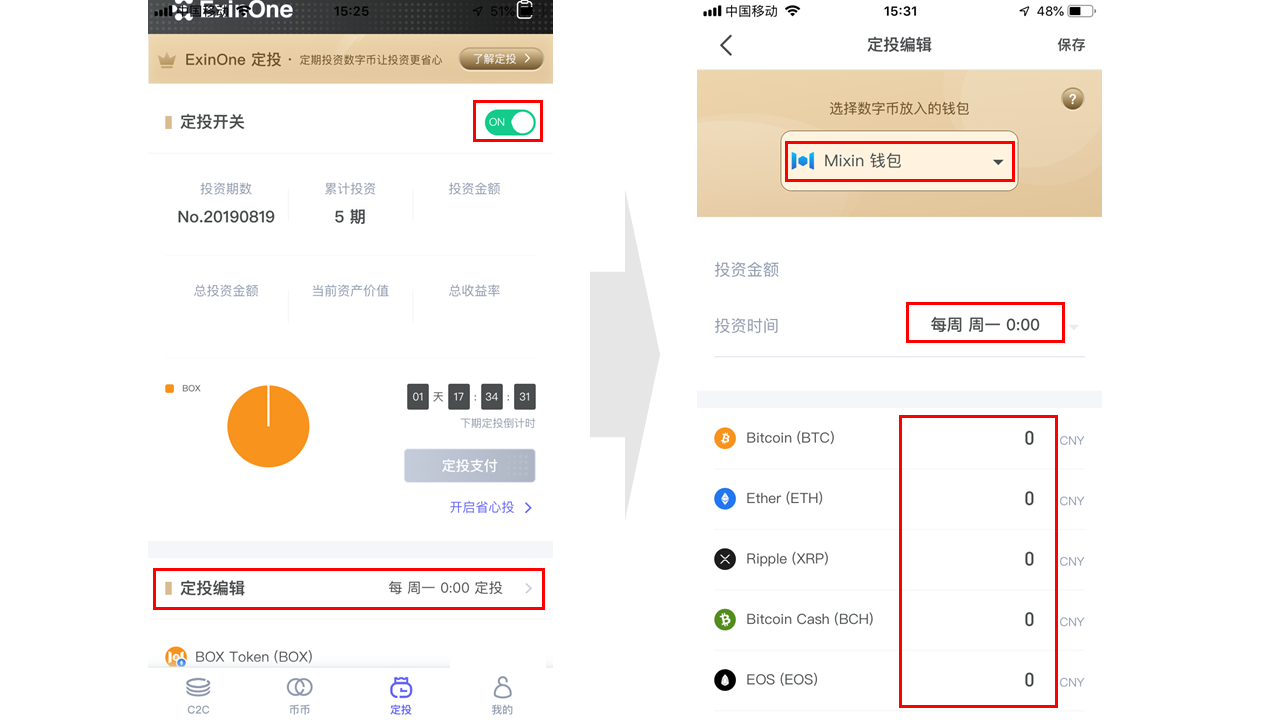 中国移动
ExinOne
15:25
51%
ExinOne 定投 · 定期投资数字币让投资更省心
了解定投
定投开关
ON
投资期数 累计投资 投资金额
No.20190819 5 期
总投资金额 当前资产价值 总收益率
BOX
01 天 17 : 34 : 31
下期定投倒计时
定投支付
开启省心投
定投编辑 每 周一 0:00 定投
BOX Token (BOX)
C2C 币币 定投 我的
中国移动 15:31 48%
定投编辑 保存
选择数字币放入的钱包
?
Mixin 钱包
投资金额
投资时间 每周 周一 0:00
Bitcoin (BTC) 0 CNY
Ether (ETH) 0 CNY
Ripple (XRP) 0 CNY
Bitcoin Cash (BCH) 0 CNY
EOS (EOS) 0 CNY